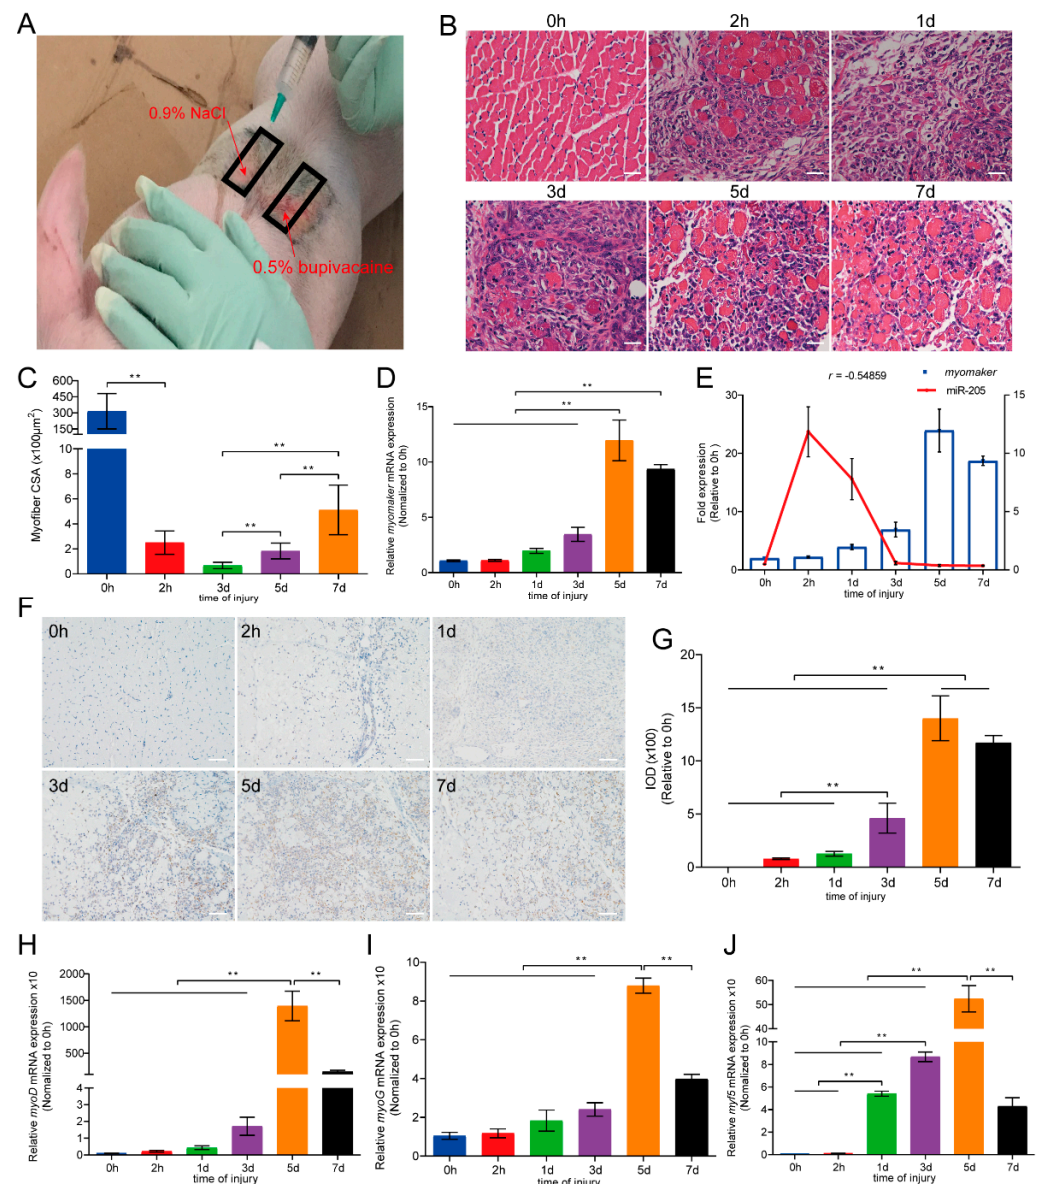 A
0.9% NaCl
0.5% bupivacaine
B
0h 2h 1d
3d 5d 7d
C
Myofiber CSA (x100μm²)
600
450
300
150
10
8
6
4
2
0
**
**
**
**
0h 2h 3d 5d 7d
time of injury
D
Relative myomaker mRNA expression
(Nomalized to 0h)
15
10
5
0
**
**
0h 2h 1d 3d 5d 7d
time of injury
E
r = -0.54859
myomaker
miR-205
Fold expression
(Relative to 0h)
30
20
10
0
15
10
5
0
0h 2h 1d 3d 5d 7d
time of injury
F
0h 2h 1d
3d 5d 7d
G
IOD (x100)
(Relative to 0h)
20
15
10
5
0
**
**
0h 2h 1d 3d 5d 7d
time of injury
H
Relative myoD mRNA expression x10
(Nomalized to 0h)
2000
1500
1000
500
4
3
2
1
0
**
**
0h 2h 1d 3d 5d 7d
time of injury
I
Relative myoG mRNA expression x10
(Nomalized to 0h)
10
8
6
4
2
0
**
**
0h 2h 1d 3d 5d 7d
time of injury
J
Relative myf5 mRNA expression x10
(Nomalized to 0h)
60
50
40
10
8
6
4
2
0
**
**
**
**
0h 2h 1d 3d 5d 7d
time of injury